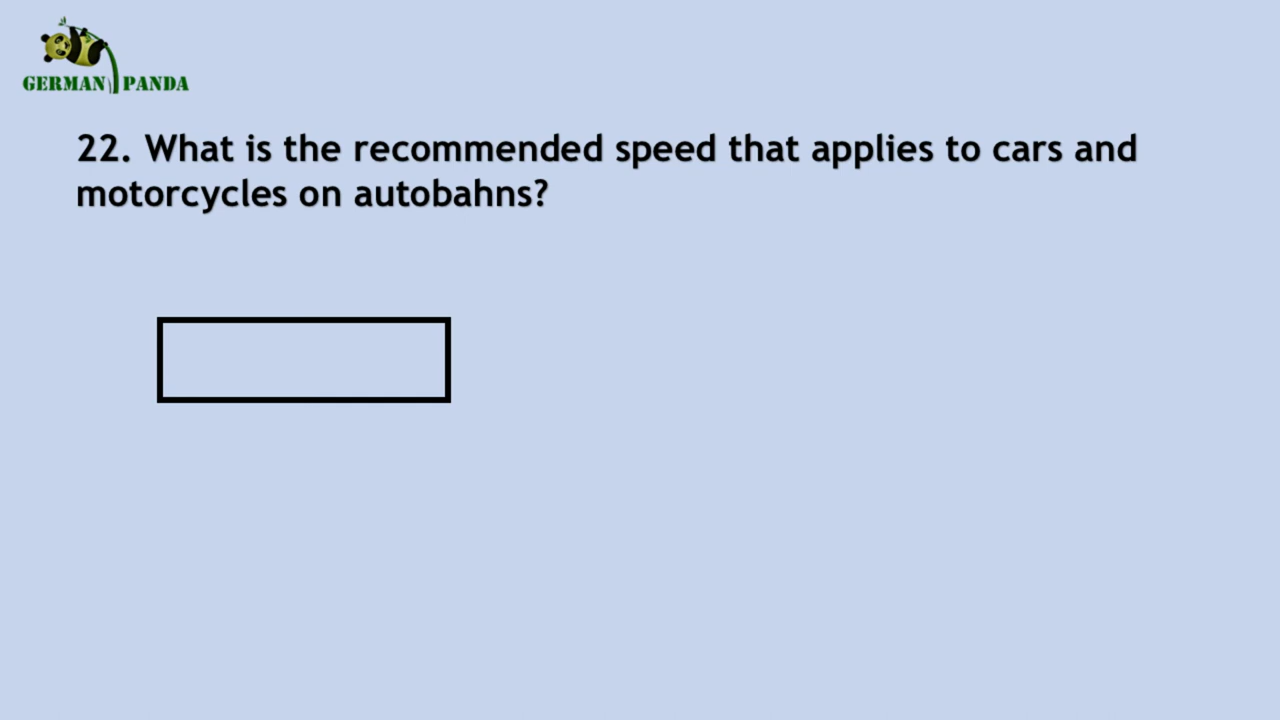 GERMAN PANDA
22. What is the recommended speed that applies to cars and
motorcycles on autobahns?